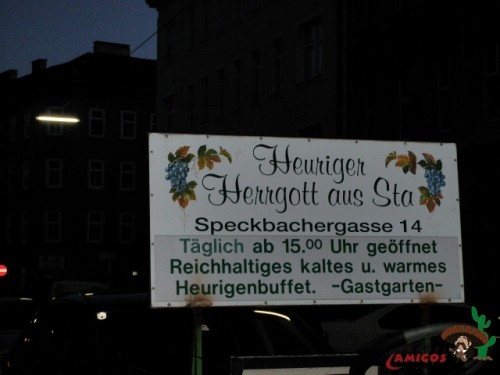 Heuriger
Herrgott aus Sta
Speckbachergasse 14
Täglich ab 15.00 Uhr geöffnet
Reichhaltiges kaltes u. warmes
Heurigenbuffet. -Gastgarten-
AMIGOS